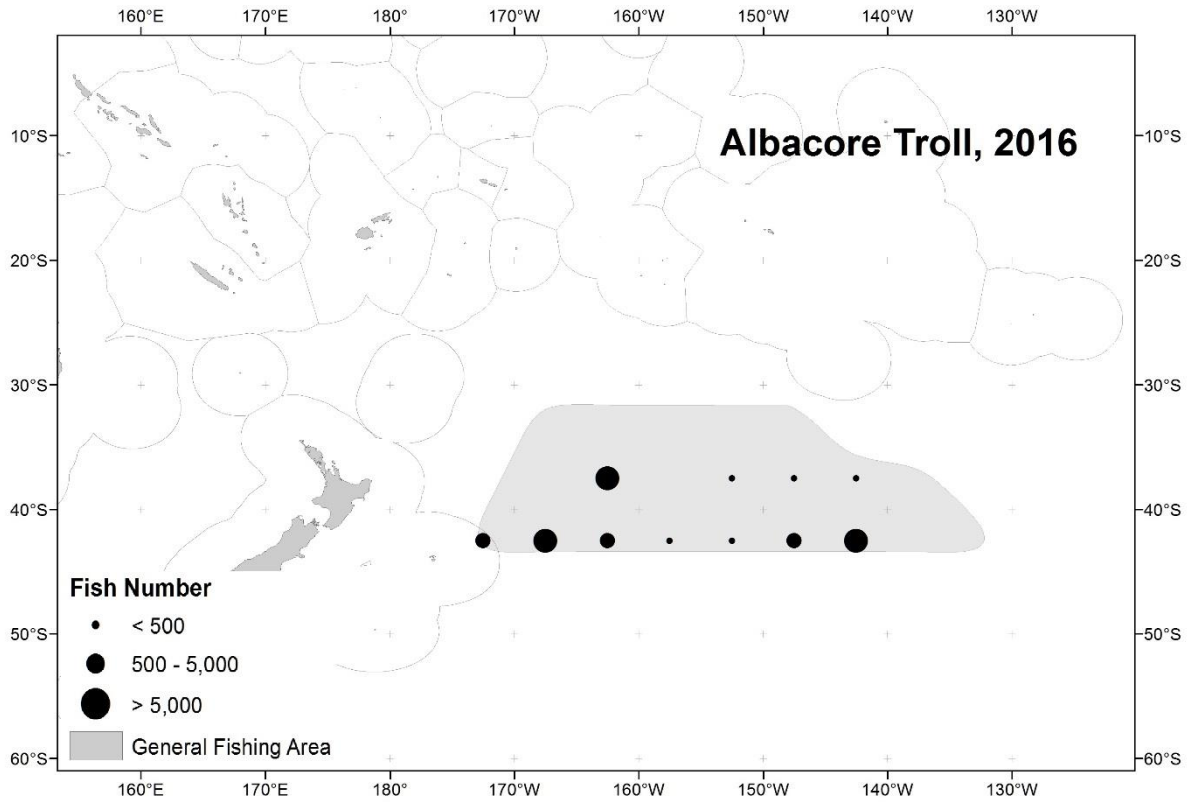 160°E 170°E 180° 170°W 160°W 150°W 140°W 130°W
10°S 10°S
Albacore Troll, 2016
20°S 20°S
30°S 30°S
40°S 40°S
Fish Number
< 500
50°S 50°S
500 - 5,000
> 5,000
General Fishing Area
60°S 60°S
160°E 170°E 180° 170°W 160°W 150°W 140°W 130°W